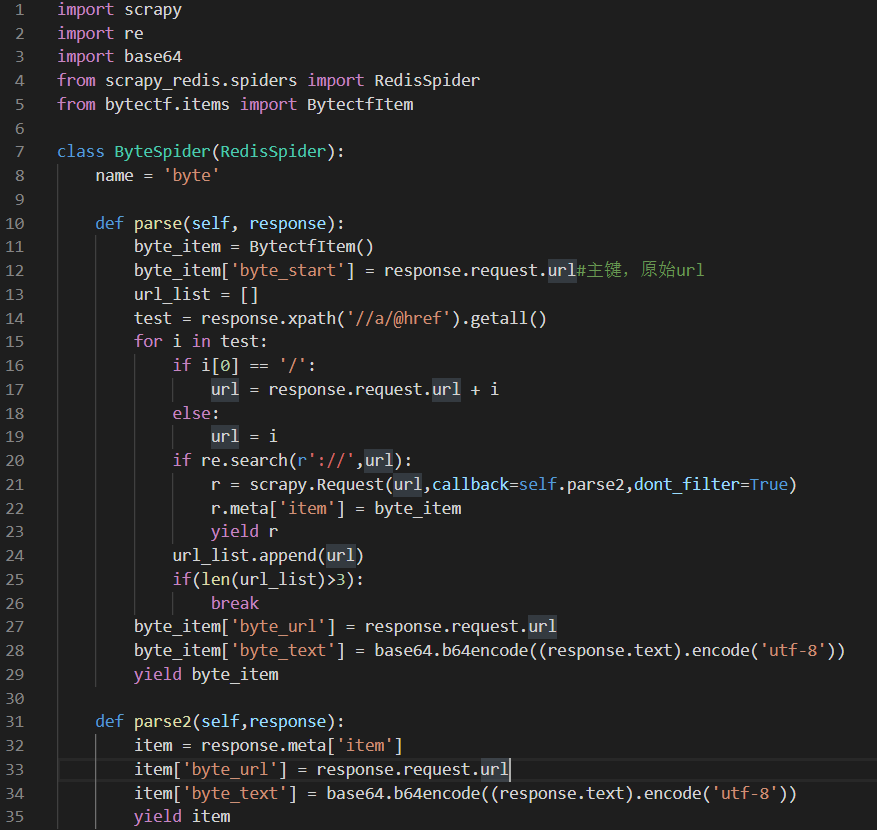 1 import scrapy
2 import re
3 import base64
4 from scrapy_redis.spiders import RedisSpider
5 from bytectf.items import BytectfItem
6
7 class ByteSpider(RedisSpider):
8     name = 'byte'
9
10     def parse(self, response):
11         byte_item = BytectfItem()
12         byte_item['byte_start'] = response.request.url#主键，原始url
13         url_list = []
14         test = response.xpath('//a/@href').getall()
15         for i in test:
16             if i[0] == '/':
17                 url = response.request.url + i
18             else:
19                 url = i
20             if re.search(r'://',url):
21                 r = scrapy.Request(url,callback=self.parse2,dont_filter=True)
22                 r.meta['item'] = byte_item
23                 yield r
24             url_list.append(url)
25             if(len(url_list)>3):
26                 break
27         byte_item['byte_url'] = response.request.url
28         byte_item['byte_text'] = base64.b64encode((response.text).encode('utf-8'))
29         yield byte_item
30
31     def parse2(self,response):
32         item = response.meta['item']
33         item['byte_url'] = response.request.url
34         item['byte_text'] = base64.b64encode((response.text).encode('utf-8'))
35         yield item